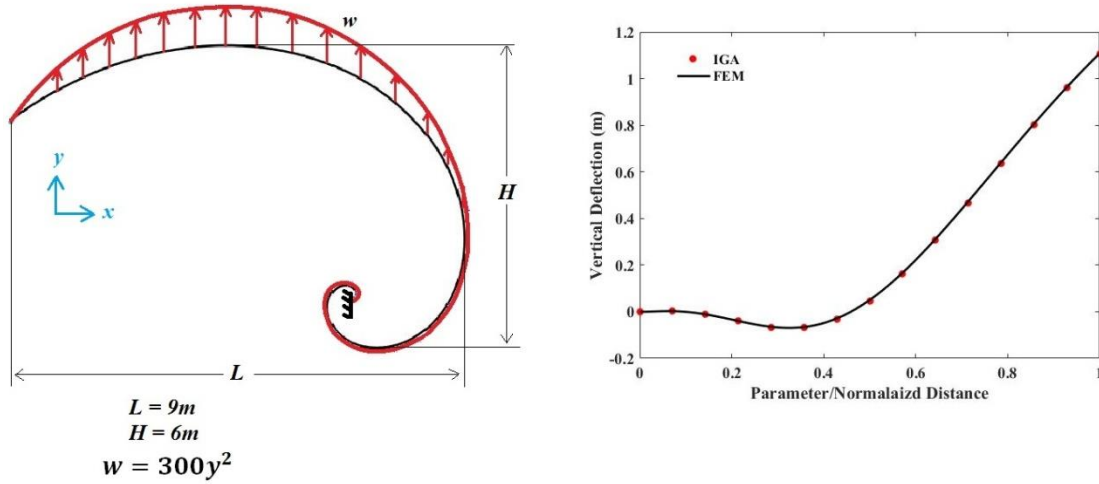 w
y
x
H
L
L = 9m
H = 6m
w = 300y²
1.2
1
0.8
0.6
0.4
0.2
0
-0.2
Vertical Deflection (m)
IGA
FEM
0 0.2 0.4 0.6 0.8 1
Parameter/Normalaizd Distance